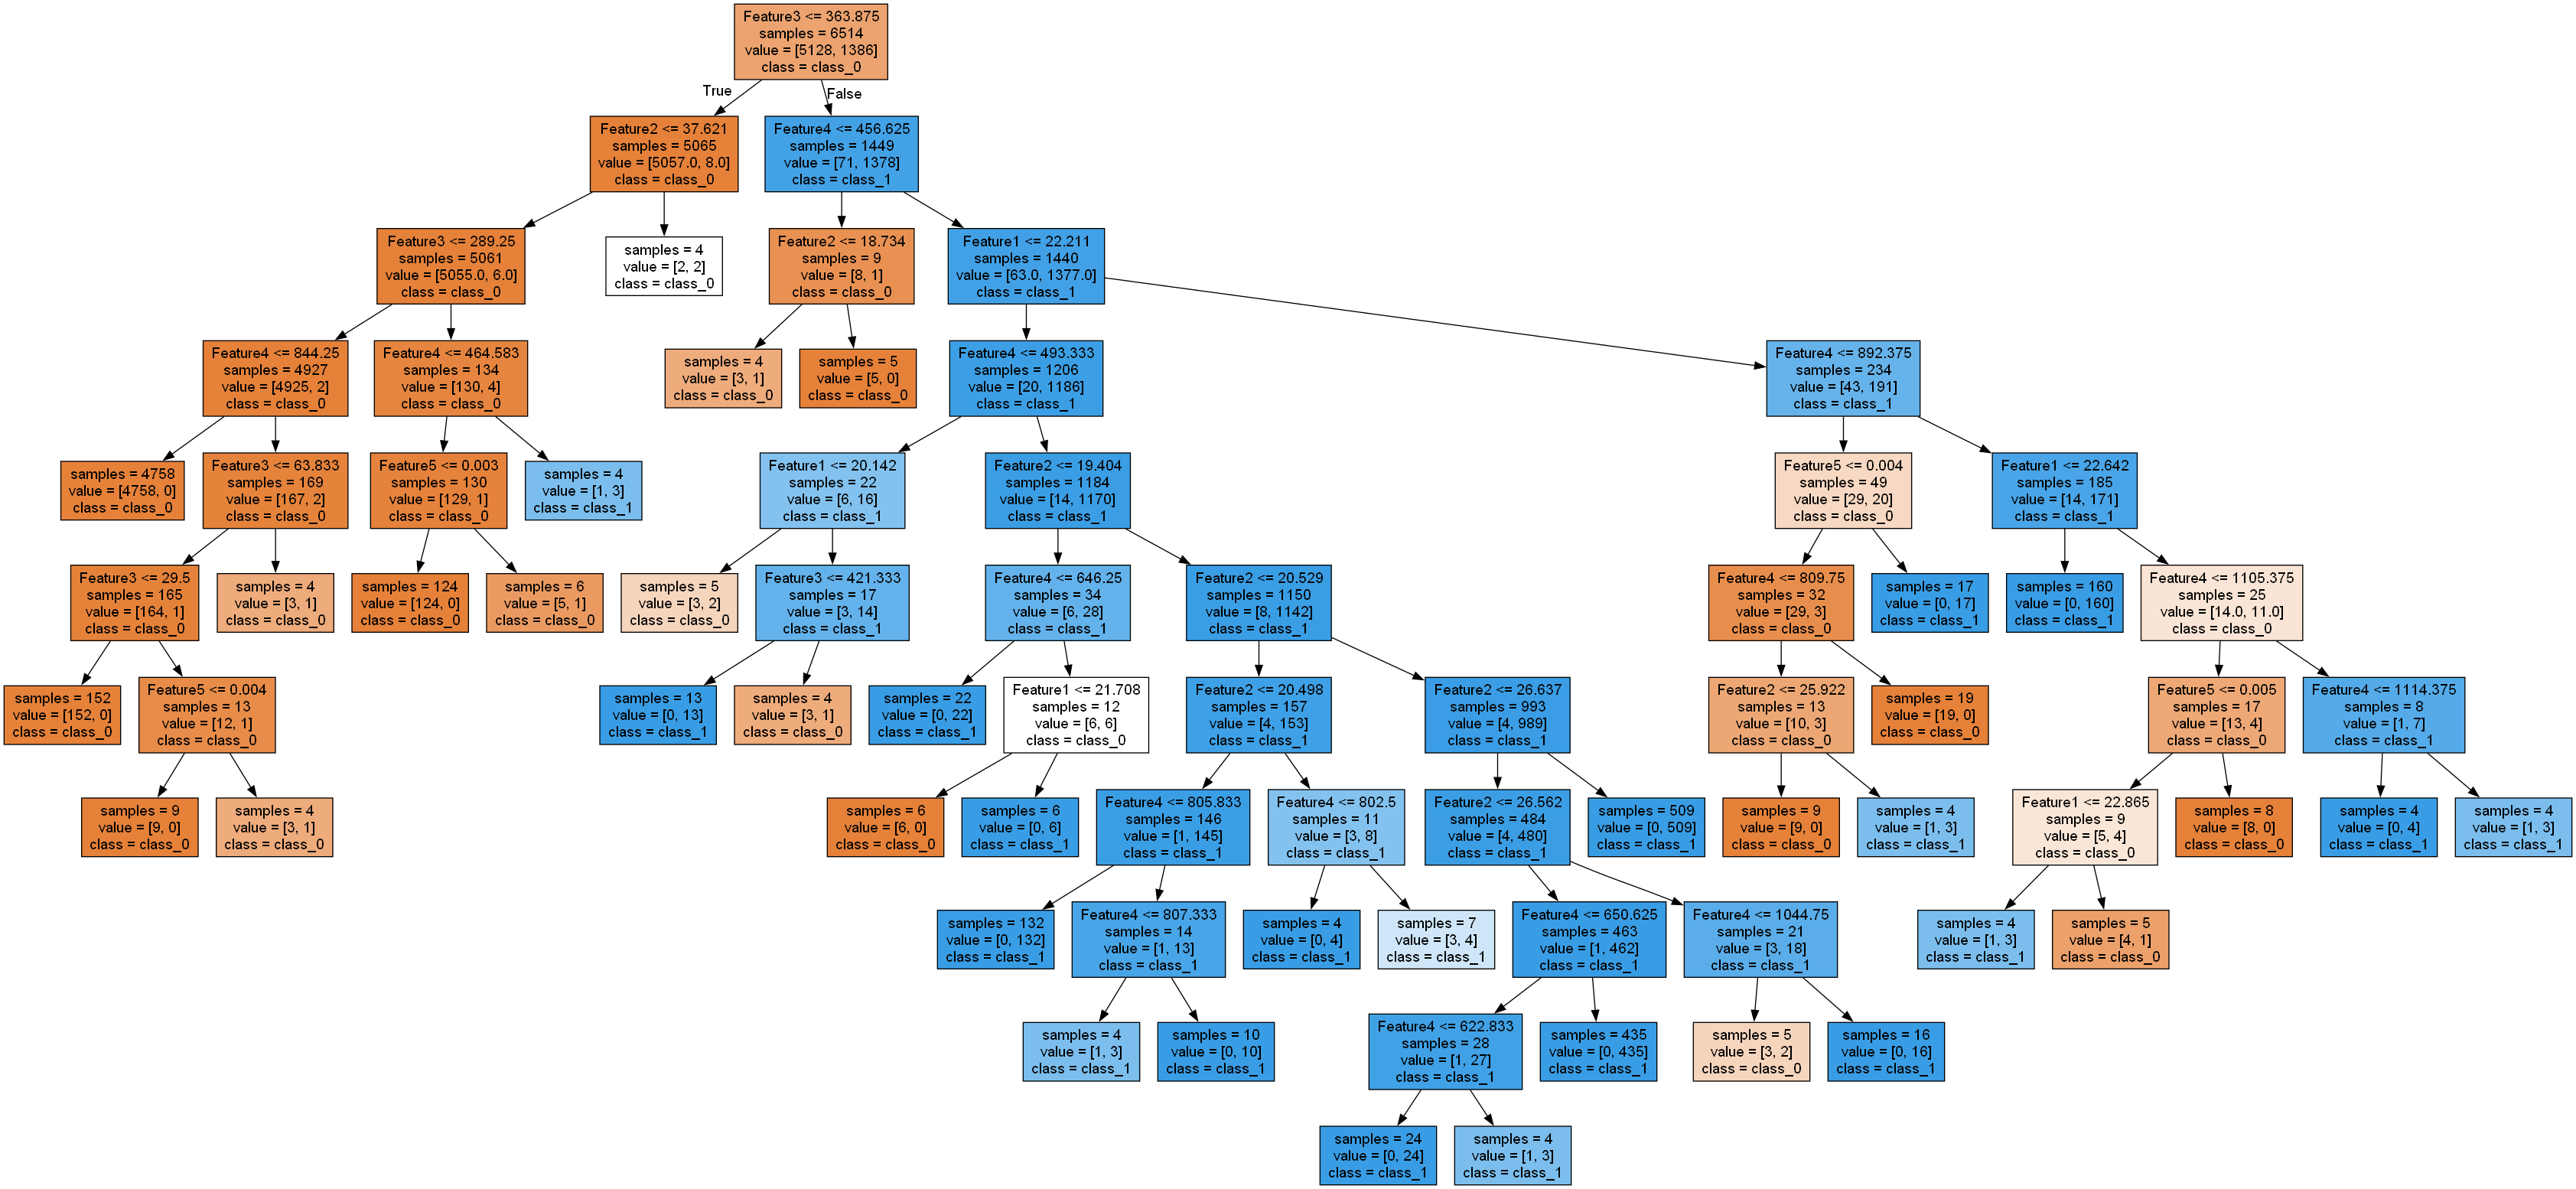 Feature3 <= 363.875
samples = 6514
value = [5128, 1386]
class = class_0
True
False
Feature2 <= 37.621
samples = 5065
value = [5057.0, 8.0]
class = class_0
Feature4 <= 456.625
samples = 1449
value = [71, 1378]
class = class_1
Feature3 <= 289.25
samples = 5061
value = [5055.0, 6.0]
class = class_0
samples = 4
value = [2, 2]
class = class_0
Feature2 <= 18.734
samples = 9
value = [8, 1]
class = class_0
Feature1 <= 22.211
samples = 1440
value = [63.0, 1377.0]
class = class_1
Feature4 <= 844.25
samples = 4927
value = [4925, 2]
class = class_0
Feature4 <= 464.583
samples = 134
value = [130, 4]
class = class_0
samples = 4
value = [3, 1]
class = class_0
samples = 5
value = [5, 0]
class = class_0
Feature4 <= 493.333
samples = 1206
value = [20, 1186]
class = class_1
Feature4 <= 892.375
samples = 234
value = [43, 191]
class = class_1
samples = 4758
value = [4758, 0]
class = class_0
Feature3 <= 63.833
samples = 169
value = [167, 2]
class = class_0
Feature5 <= 0.003
samples = 130
value = [129, 1]
class = class_0
samples = 4
value = [1, 3]
class = class_1
Feature1 <= 20.142
samples = 22
value = [6, 16]
class = class_1
Feature2 <= 19.404
samples = 1184
value = [14, 1170]
class = class_1
Feature5 <= 0.004
samples = 49
value = [29, 20]
class = class_0
Feature1 <= 22.642
samples = 185
value = [14, 171]
class = class_1
Feature3 <= 29.5
samples = 165
value = [164, 1]
class = class_0
samples = 4
value = [3, 1]
class = class_0
samples = 124
value = [124, 0]
class = class_0
samples = 6
value = [5, 1]
class = class_0
samples = 5
value = [3, 2]
class = class_0
Feature3 <= 421.333
samples = 17
value = [3, 14]
class = class_1
Feature4 <= 646.25
samples = 34
value = [6, 28]
class = class_1
Feature2 <= 20.529
samples = 1150
value = [8, 1142]
class = class_1
Feature4 <= 809.75
samples = 32
value = [29, 3]
class = class_0
samples = 17
value = [0, 17]
class = class_1
samples = 160
value = [0, 160]
class = class_1
Feature4 <= 1105.375
samples = 25
value = [14.0, 11.0]
class = class_0
samples = 152
value = [152, 0]
class = class_0
Feature5 <= 0.004
samples = 13
value = [12, 1]
class = class_0
samples = 13
value = [0, 13]
class = class_1
samples = 4
value = [3, 1]
class = class_0
samples = 22
value = [0, 22]
class = class_1
Feature1 <= 21.708
samples = 12
value = [6, 6]
class = class_0
Feature2 <= 20.498
samples = 157
value = [4, 153]
class = class_1
Feature2 <= 26.637
samples = 993
value = [4, 989]
class = class_1
Feature2 <= 25.922
samples = 13
value = [10, 3]
class = class_0
samples = 19
value = [19, 0]
class = class_0
Feature5 <= 0.005
samples = 17
value = [13, 4]
class = class_0
Feature4 <= 1114.375
samples = 8
value = [1, 7]
class = class_1
samples = 9
value = [9, 0]
class = class_0
samples = 4
value = [3, 1]
class = class_0
samples = 6
value = [6, 0]
class = class_0
samples = 6
value = [0, 6]
class = class_1
Feature4 <= 805.833
samples = 146
value = [1, 145]
class = class_1
Feature4 <= 802.5
samples = 11
value = [3, 8]
class = class_1
Feature2 <= 26.562
samples = 484
value = [4, 480]
class = class_1
samples = 509
value = [0, 509]
class = class_1
samples = 9
value = [9, 0]
class = class_0
samples = 4
value = [1, 3]
class = class_1
Feature1 <= 22.865
samples = 9
value = [5, 4]
class = class_0
samples = 8
value = [8, 0]
class = class_0
samples = 4
value = [0, 4]
class = class_1
samples = 4
value = [1, 3]
class = class_1
samples = 132
value = [0, 132]
class = class_1
Feature4 <= 807.333
samples = 14
value = [1, 13]
class = class_1
samples = 4
value = [0, 4]
class = class_1
samples = 7
value = [3, 4]
class = class_1
Feature4 <= 650.625
samples = 463
value = [1, 462]
class = class_1
Feature4 <= 1044.75
samples = 21
value = [3, 18]
class = class_1
samples = 4
value = [1, 3]
class = class_1
samples = 5
value = [4, 1]
class = class_0
samples = 4
value = [1, 3]
class = class_1
samples = 10
value = [0, 10]
class = class_1
Feature4 <= 622.833
samples = 28
value = [1, 27]
class = class_1
samples = 435
value = [0, 435]
class = class_1
samples = 5
value = [3, 2]
class = class_0
samples = 16
value = [0, 16]
class = class_1
samples = 24
value = [0, 24]
class = class_1
samples = 4
value = [1, 3]
class = class_1